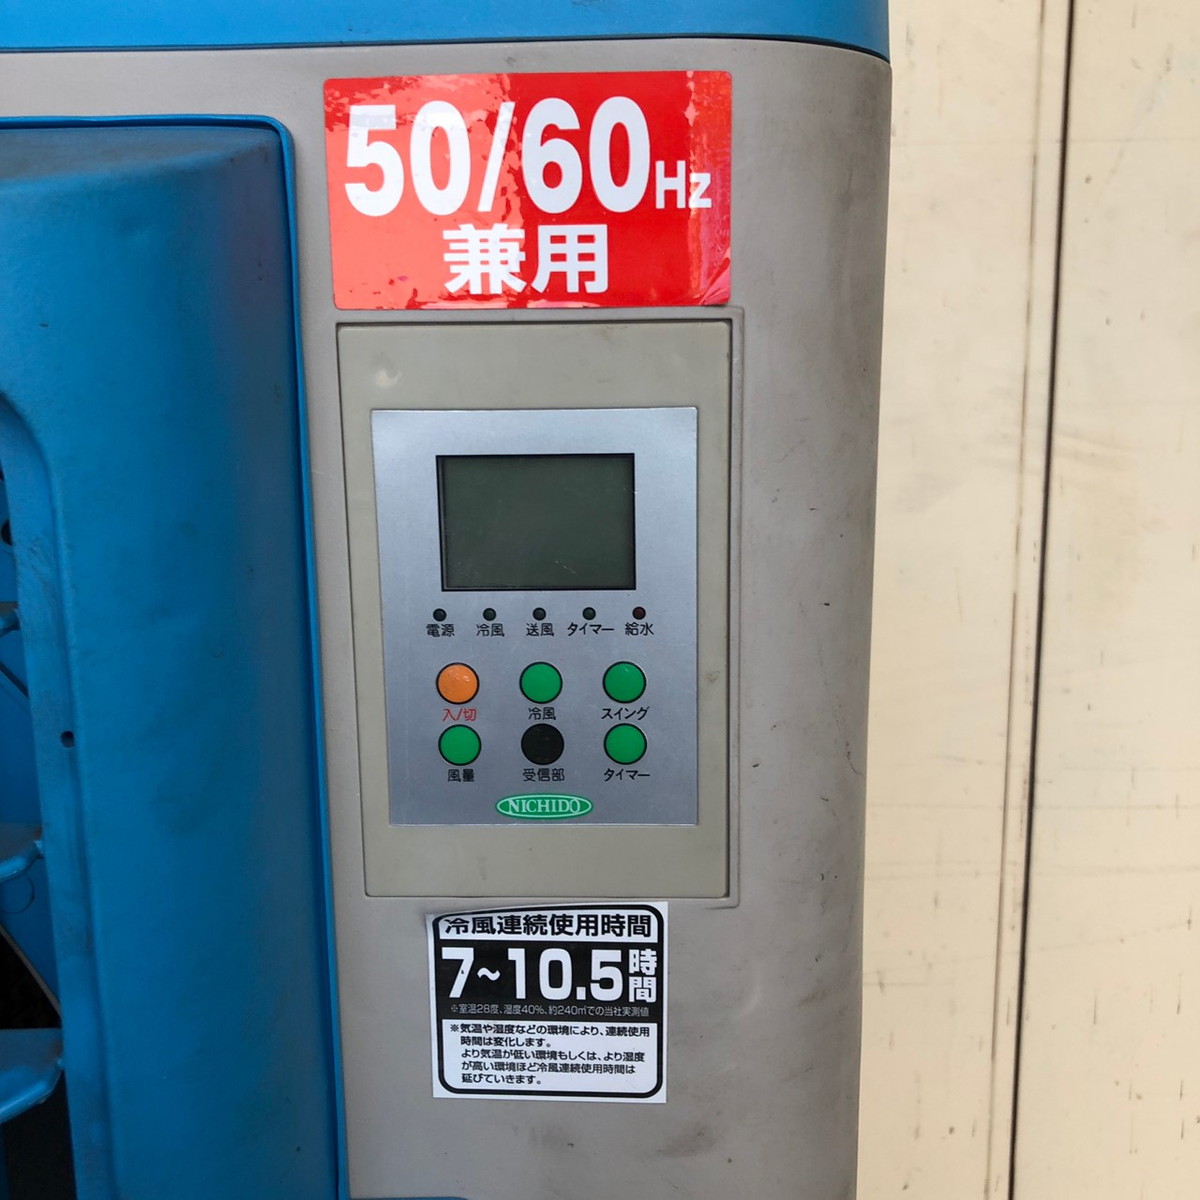 50/60Hz
兼用
電源 冷風 送風 タイマー 給水
入/切 冷風 スイング
風量 受信部 タイマー
NICHIDO
冷風連続使用時間
7~10.5時間
※室温28度、湿度40%、約240㎥での当社実測値
※気温や湿度などの環境により、連続使用
時間は変化します。
より気温が低い環境もしくは、より湿度
が高い環境ほど冷風連続使用時間は
延びていきます。